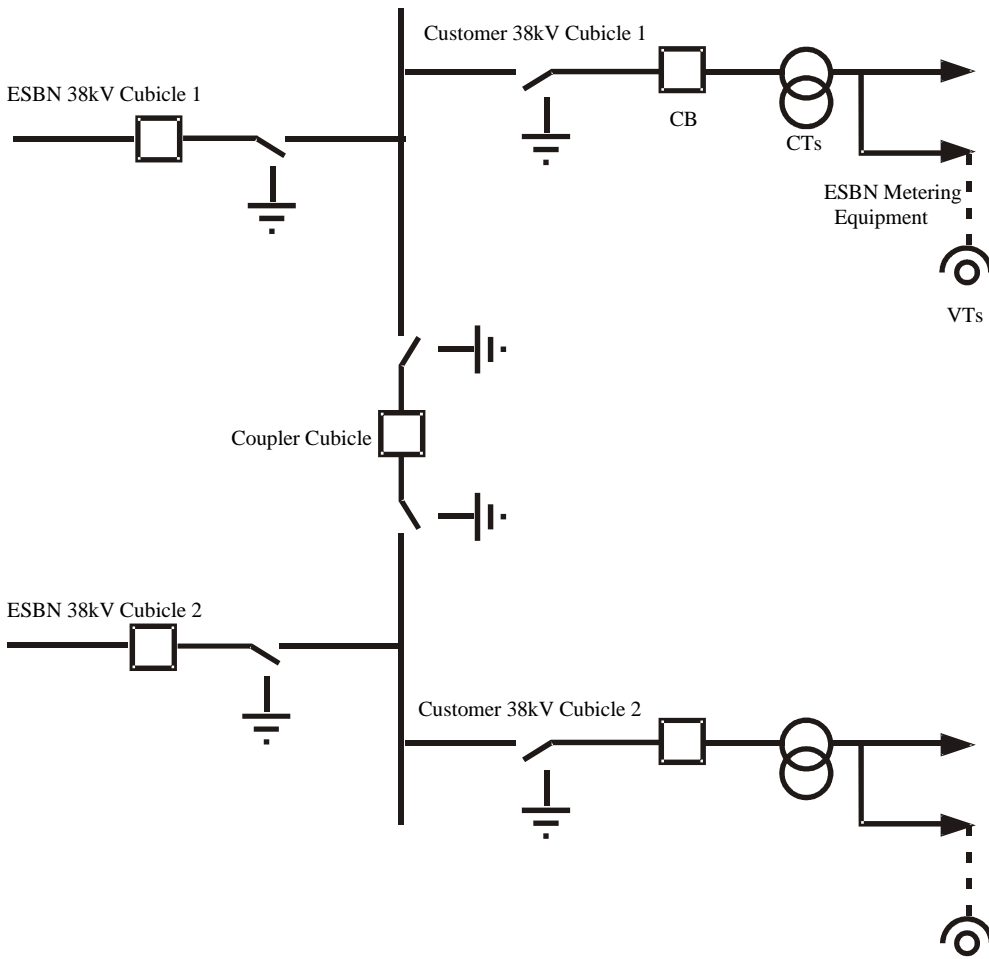 Customer 38kV Cubicle 1
ESBN 38kV Cubicle 1
CB
CTs
ESBN Metering
Equipment
VTs
Coupler Cubicle
ESBN 38kV Cubicle 2
Customer 38kV Cubicle 2